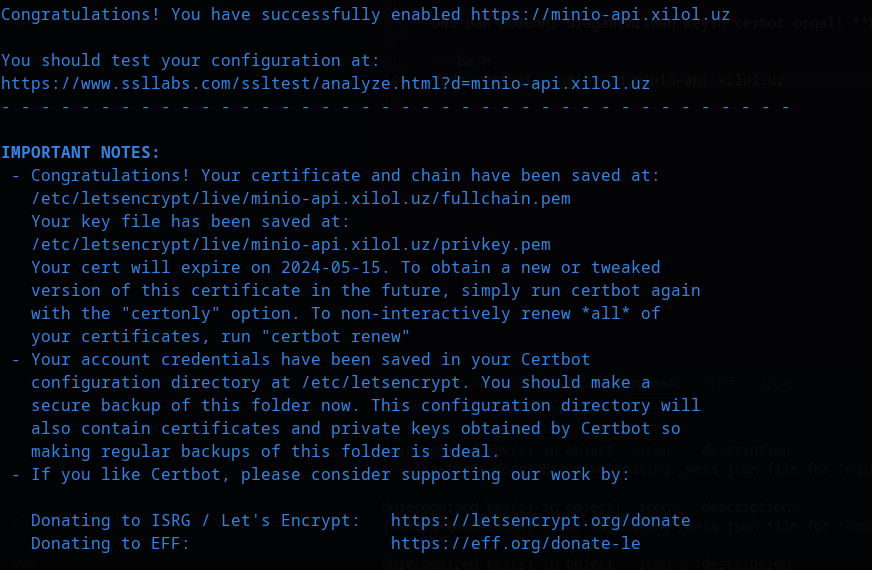 Congratulations! You have successfully enabled https://minio-api.xilol.uz
You should test your configuration at:
https://www.ssllabs.com/ssltest/analyze.html?d=minio-api.xilol.uz
- - - - - - - - - - - - - - - - - - - - - - - - - - - - - - - - - - - - - - - -
IMPORTANT NOTES:
- Congratulations! Your certificate and chain have been saved at:
/etc/letsencrypt/live/minio-api.xilol.uz/fullchain.pem
Your key file has been saved at:
/etc/letsencrypt/live/minio-api.xilol.uz/privkey.pem
Your cert will expire on 2024-05-15. To obtain a new or tweaked
version of this certificate in the future, simply run certbot again
with the "certonly" option. To non-interactively renew *all* of
your certificates, run "certbot renew"
- Your account credentials have been saved in your Certbot
configuration directory at /etc/letsencrypt. You should make a
secure backup of this folder now. This configuration directory will
also contain certificates and private keys obtained by Certbot so
making regular backups of this folder is ideal.
- If you like Certbot, please consider supporting our work by:
Donating to ISRG / Let's Encrypt: https://letsencrypt.org/donate
Donating to EFF: https://eff.org/donate-le